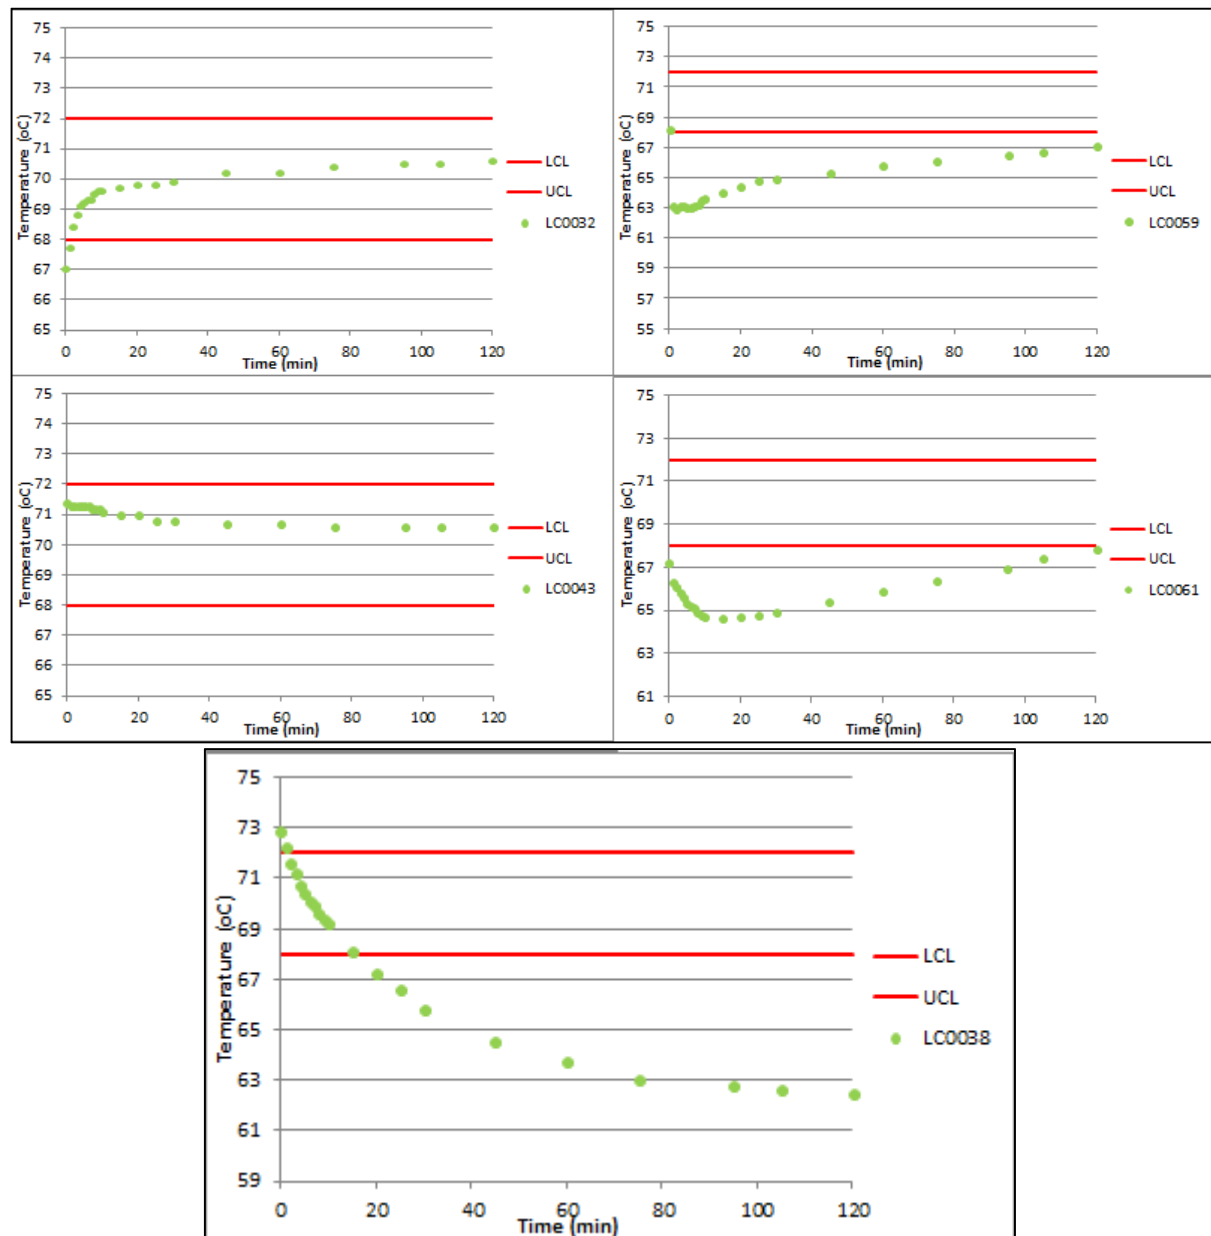 75
74
73
72
71
70
69
68
67
66
65
Temperature (oC)
0 20 40 60 80 100 120
Time (min)
LCL
UCL
LC0032
75
73
71
69
67
65
63
61
59
57
55
Temperature (oC)
0 20 40 60 80 100 120
Time (min)
LCL
UCL
LC0059
75
74
73
72
71
70
69
68
67
66
65
Temperature (oC)
0 20 40 60 80 100 120
Time (min)
LCL
UCL
LC0043
75
73
71
69
67
65
63
61
Temperature (oC)
0 20 40 60 80 100 120
Time (min)
LCL
UCL
LC0061
75
73
71
69
67
65
63
61
59
Temperature (oC)
0 20 40 60 80 100 120
Time (min)
LCL
UCL
LC0038